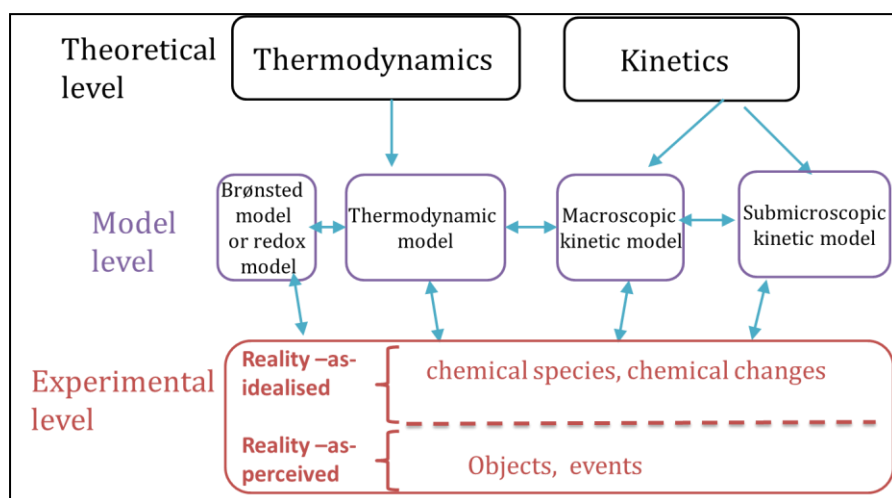 Theoretical
level
Thermodynamics
Kinetics
Model
level
Brønsted
model
or redox
model
Thermodynamic
model
Macroscopic
kinetic model
Submicroscopic
kinetic model
Experimental
level
Reality –as-
idealised
chemical species, chemical changes
Reality –as-
perceived
Objects, events